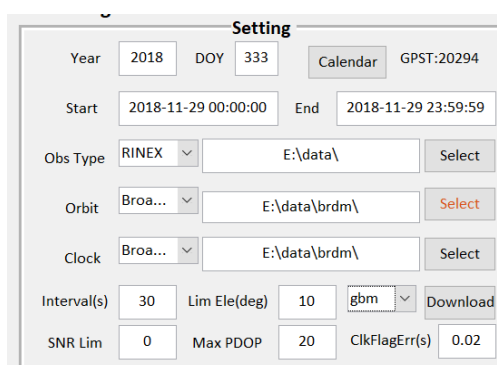 Setting
Year 2018 DOY 333 Calendar GPST:20294
Start 2018-11-29 00:00:00 End 2018-11-29 23:59:59
Obs Type RINEX E:\data\ Select
Orbit Broa... E:\data\brdm\ Select
Clock Broa... E:\data\brdm\ Select
Interval(s) 30 Lim Ele(deg) 10 gbm Download
SNR Lim 0 Max PDOP 20 ClkFlagErr(s) 0.02